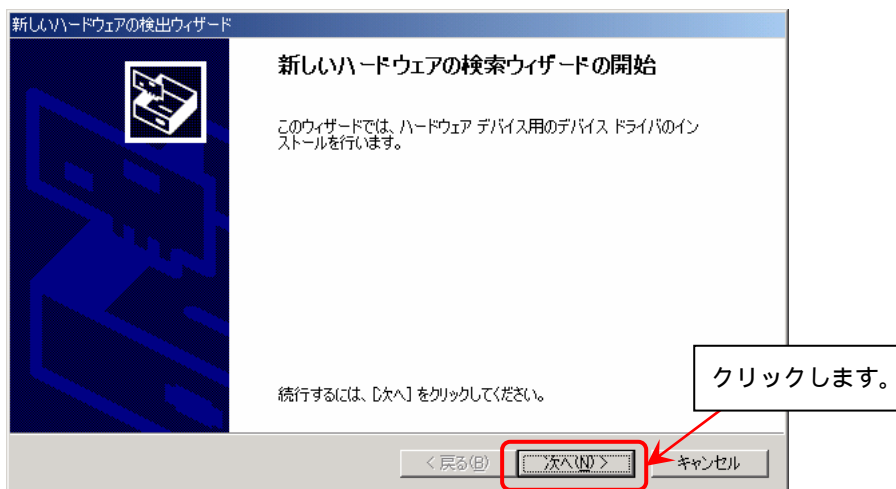 新しいハードウェアの検出ウィザード
新しいハードウェアの検索ウィザードの開始
このウィザードでは、ハードウェア デバイス用のデバイス ドライバのイン
ストールを行います。
クリックします。
続行するには、[次へ] をクリックしてください。
< 戻る(B)
次へ(N) >
キャンセル